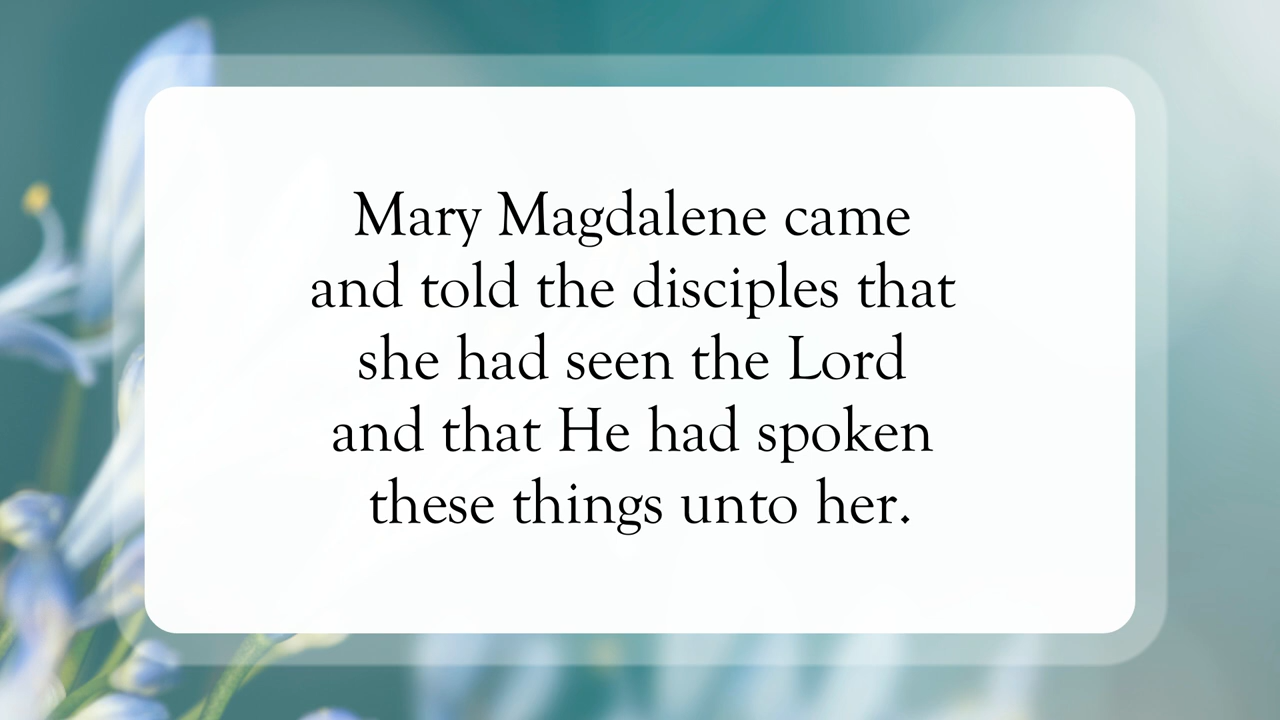 Mary Magdalene came
and told the disciples that
she had seen the Lord
and that He had spoken
these things unto her.